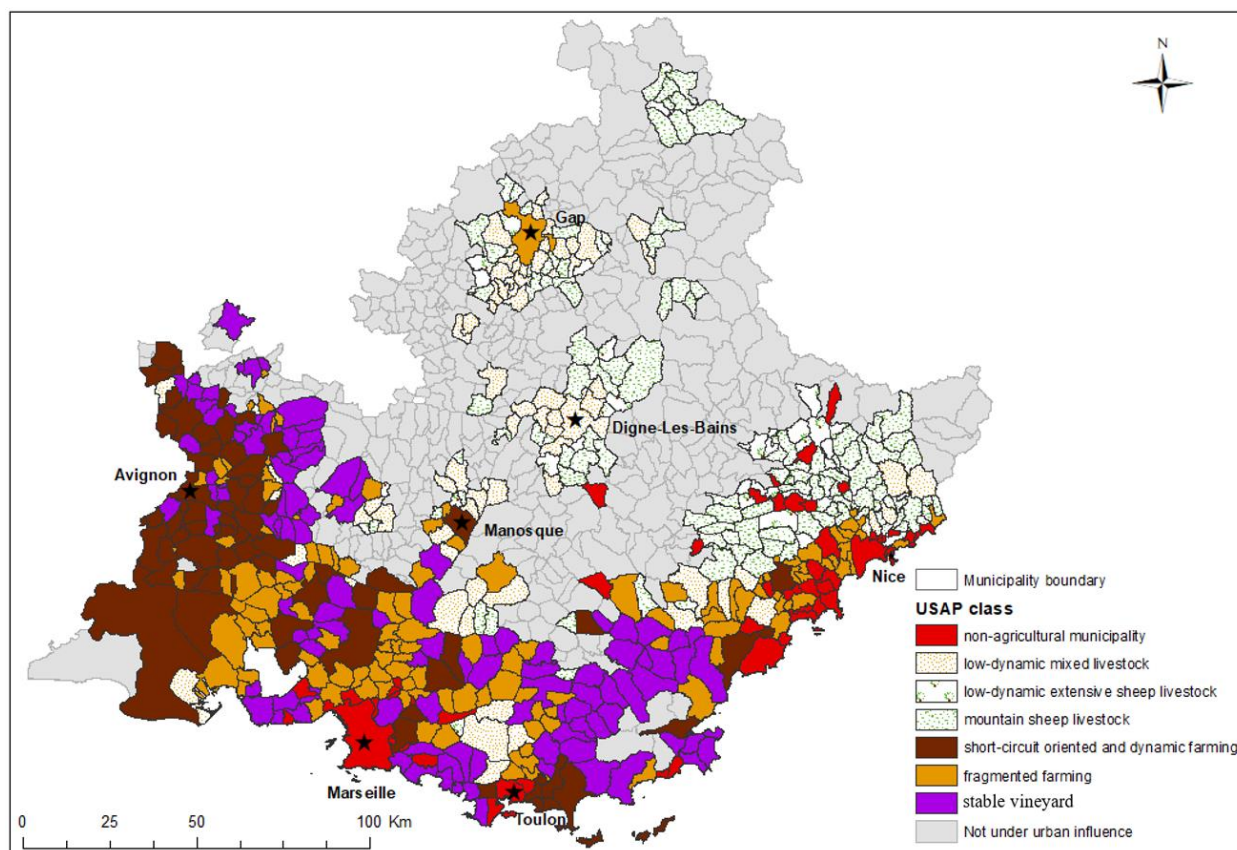 N
Gap
Digne-Les-Bains
Avignon
Manosque
Nice
Marseille
Toulon
0 25 50 100 Km
Municipality boundary
USAP class
non-agricultural municipality
low-dynamic mixed livestock
low-dynamic extensive sheep livestock
mountain sheep livestock
short-circuit oriented and dynamic farming
fragmented farming
stable vineyard
Not under urban influence